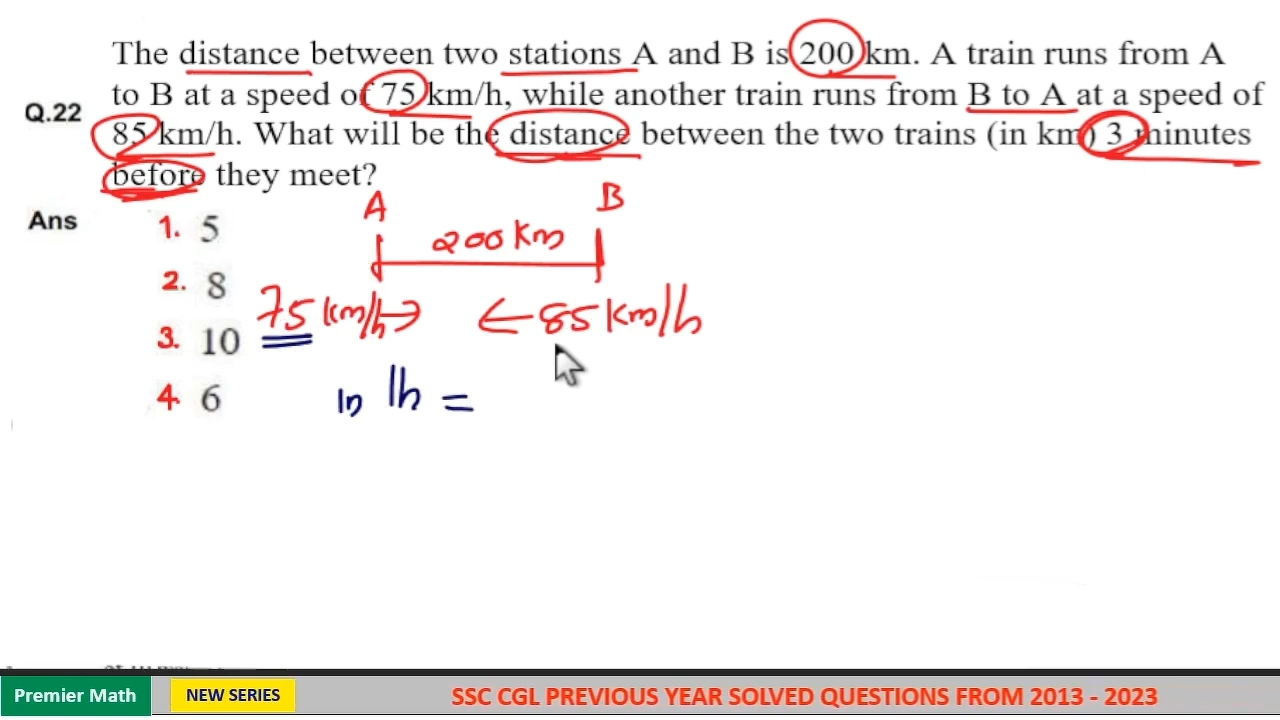 The distance between two stations A and B is 200 km. A train runs from A
to B at a speed of 75 km/h, while another train runs from B to A at a speed of
Q.22
85 km/h. What will be the distance between the two trains (in km) 3 minutes
before they meet?
Ans
1. 5
2. 8
3. 10
4. 6
A B
200 Km
75 km/h→ ←85 Km/h
In 1h =
Premier Math
NEW SERIES
SSC CGL PREVIOUS YEAR SOLVED QUESTIONS FROM 2013 - 2023